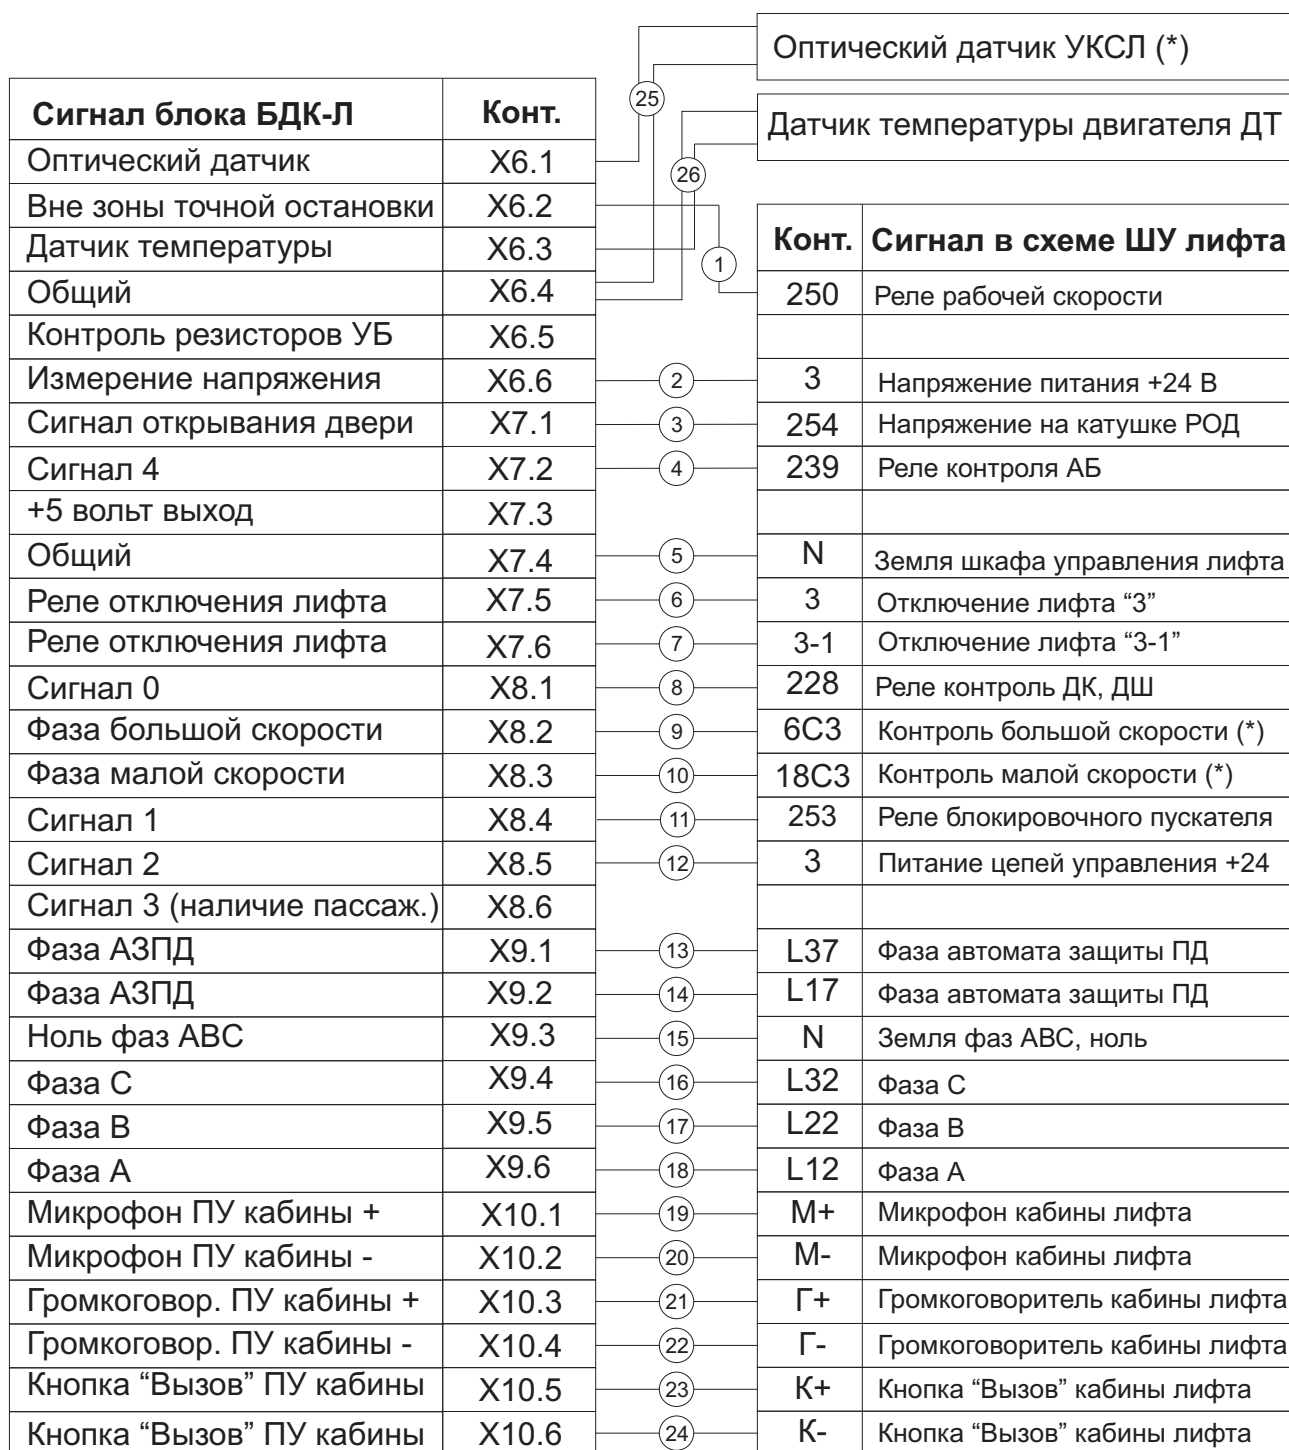 Оптический датчик УКСЛ (*)
25
Датчик температуры двигателя ДТ
26
Сигнал блока БДК-Л Конт.
Оптический датчик X6.1
Вне зоны точной остановки X6.2
Конт. Сигнал в схеме ШУ лифта
Датчик температуры X6.3
1
Общий X6.4 250 Реле рабочей скорости
Контроль резисторов УБ X6.5
Измерение напряжения X6.6 2 3 Напряжение питания +24 В
Сигнал открывания двери X7.1 3 254 Напряжение на катушке РОД
Сигнал 4 X7.2 4 239 Реле контроля АБ
+5 вольт выход X7.3
Общий X7.4 5 N Земля шкафа управления лифта
Реле отключения лифта X7.5 6 3 Отключение лифта “3”
Реле отключения лифта X7.6 7 3-1 Отключение лифта “3-1”
Сигнал 0 X8.1 8 228 Реле контроль ДК, ДШ
Фаза большой скорости X8.2 9 6С3 Контроль большой скорости (*)
Фаза малой скорости X8.3 10 18С3 Контроль малой скорости (*)
Сигнал 1 X8.4 11 253 Реле блокировочного пускателя
Сигнал 2 X8.5 12 3 Питание цепей управления +24
Сигнал 3 (наличие пассаж.) X8.6
Фаза АЗПД X9.1 13 L37 Фаза автомата защиты ПД
Фаза АЗПД X9.2 14 L17 Фаза автомата защиты ПД
Ноль фаз АВС X9.3 15 N Земля фаз АВС, ноль
Фаза С X9.4 16 L32 Фаза С
Фаза В X9.5 17 L22 Фаза В
Фаза А X9.6 18 L12 Фаза А
Микрофон ПУ кабины + X10.1 19 М+ Микрофон кабины лифта
Микрофон ПУ кабины - X10.2 20 М- Микрофон кабины лифта
Громкоговор. ПУ кабины + X10.3 21 Г+ Громкоговоритель кабины лифта
Громкоговор. ПУ кабины - X10.4 22 Г- Громкоговоритель кабины лифта
Кнопка “Вызов” ПУ кабины X10.5 23 К+ Кнопка “Вызов” кабины лифта
Кнопка “Вызов” ПУ кабины X10.6 24 К- Кнопка “Вызов” кабины лифта